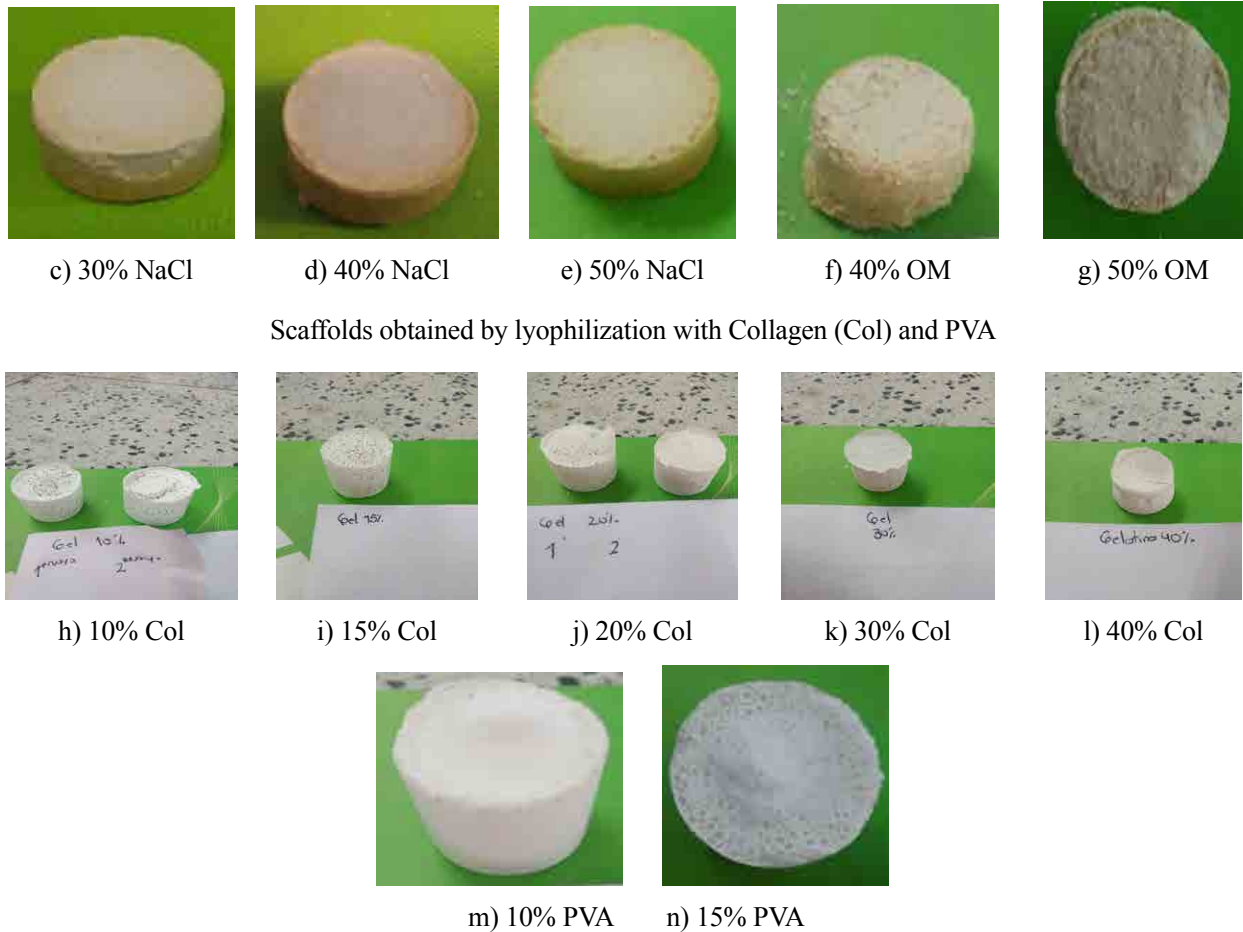 c) 30% NaCl
d) 40% NaCl
e) 50% NaCl
f) 40% OM
g) 50% OM
Scaffolds obtained by lyophilization with Collagen (Col) and PVA
Gel 10%
2
Gel 15%
Gel 20%
1 2
Gel
30%
Gelatina 40%
h) 10% Col
i) 15% Col
j) 20% Col
k) 30% Col
l) 40% Col
m) 10% PVA
n) 15% PVA